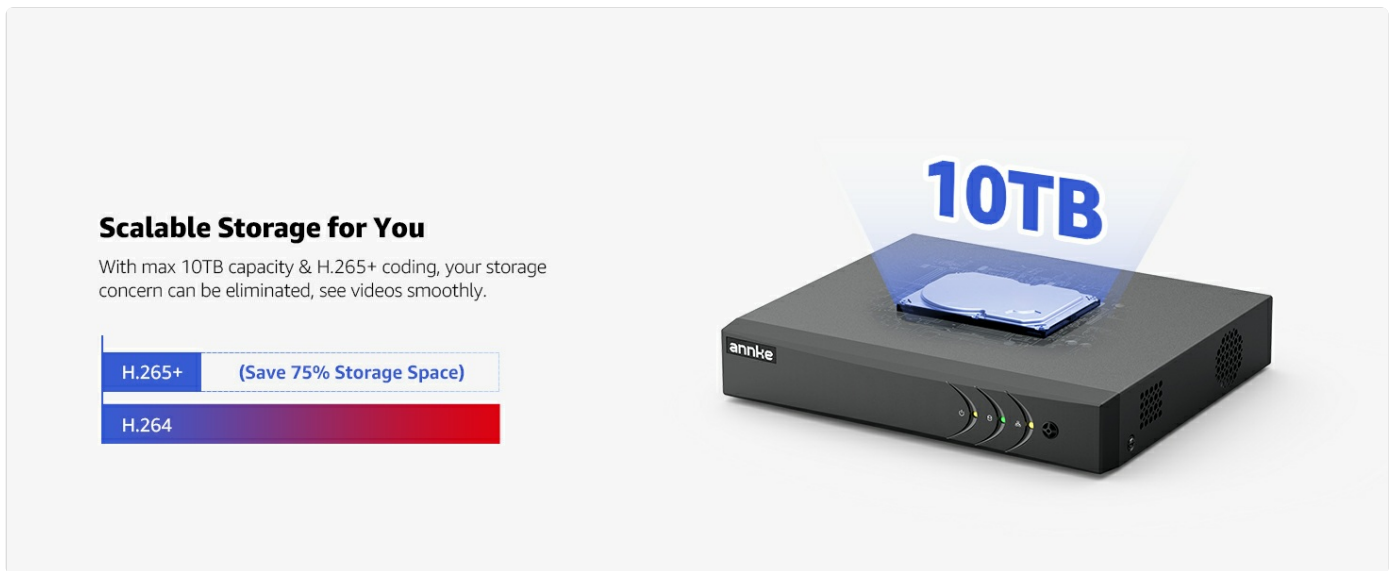 Scalable Storage for You
With max 10TB capacity & H.265+ coding, your storage
concern can be eliminated, see videos smoothly.
H.265+ (Save 75% Storage Space)
H.264
10TB
annke